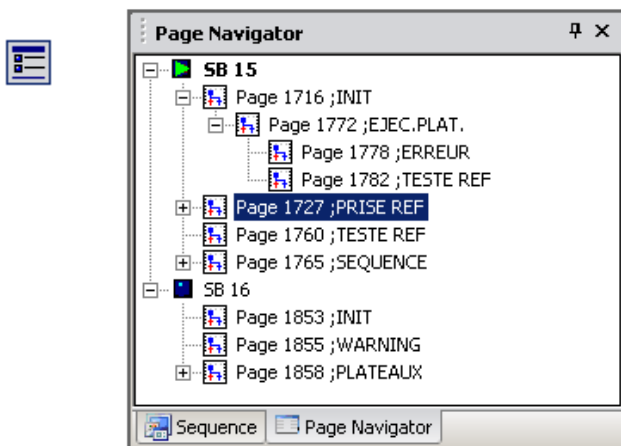 Page Navigator
SB 15
Page 1716 ;INIT
Page 1772 ;EJEC.PLAT.
Page 1778 ;ERREUR
Page 1782 ;TESTE REF
Page 1727 ;PRISE REF
Page 1760 ;TESTE REF
Page 1765 ;SEQUENCE
SB 16
Page 1853 ;INIT
Page 1855 ;WARNING
Page 1858 ;PLATEAUX
Sequence Page Navigator